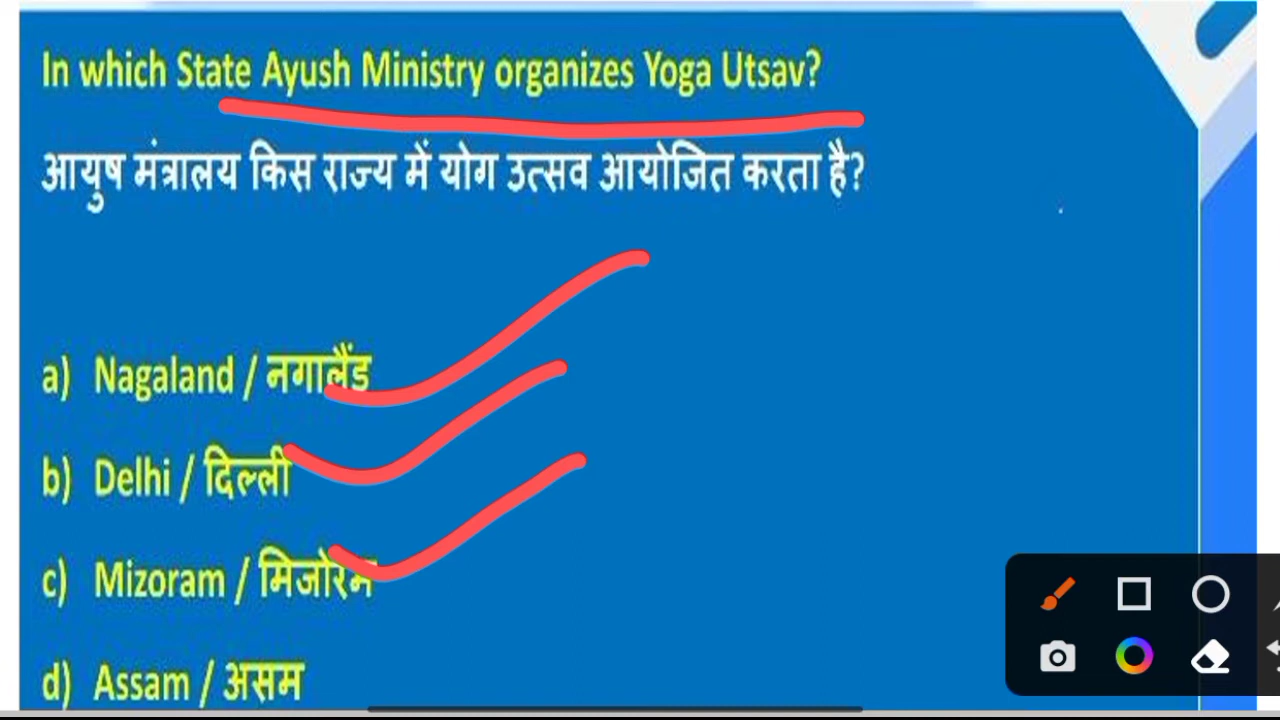 In which State Ayush Ministry organizes Yoga Utsav?
आयुष मंत्रालय किस राज्य में योग उत्सव आयोजित करता है?
a) Nagaland / नगालैंड
b) Delhi / दिल्ली
c) Mizoram / मिजोरम
d) Assam / असम